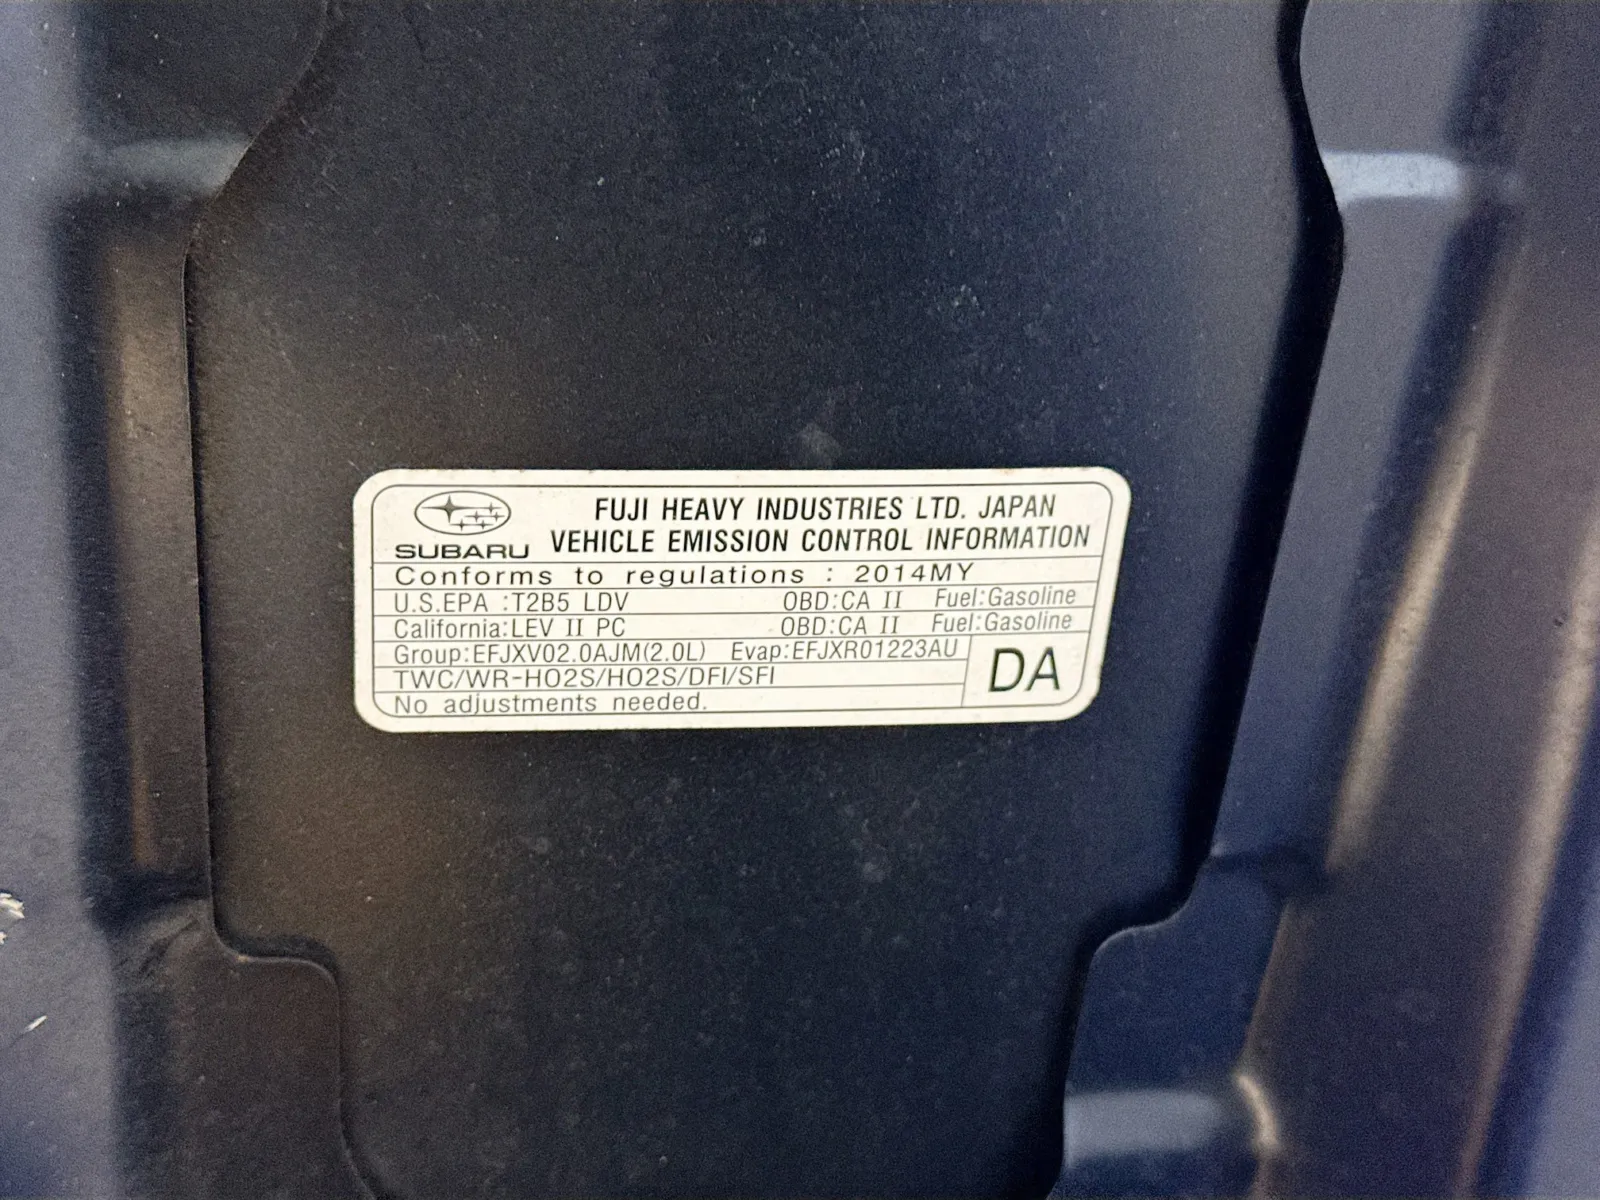 SUBARU
FUJI HEAVY INDUSTRIES LTD. JAPAN
VEHICLE EMISSION CONTROL INFORMATION
Conforms to regulations : 2014MY
U.S.EPA :T2B5 LDV OBD:CA II Fuel:Gasoline
California:LEV II PC OBD:CA II Fuel:Gasoline
Group:EFJXV02.0AJM(2.0L) Evap:EFJXR01223AU
TWC/WR-HO2S/HO2S/DFI/SFI
No adjustments needed.
DA